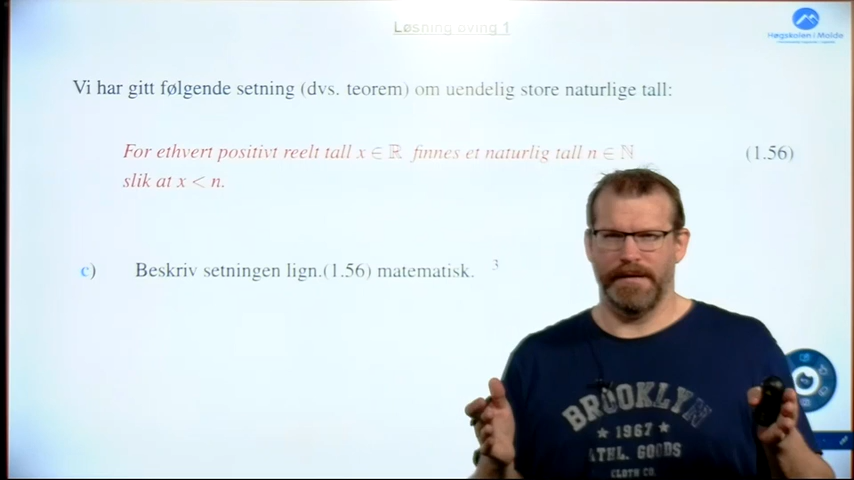 Løsning øving 1
Høgskolen i Molde
Vi har gitt følgende setning (dvs. teorem) om uendelig store naturlige tall:
For ethvert positivt reelt tall x ∈ ℝ finnes et naturlig tall n ∈ ℕ (1.56)
slik at x < n.
c) Beskriv setningen lign.(1.56) matematisk. 3
BROOKLYN
★ 1967 ★
ATHL. GOODS
CLOTH CO.